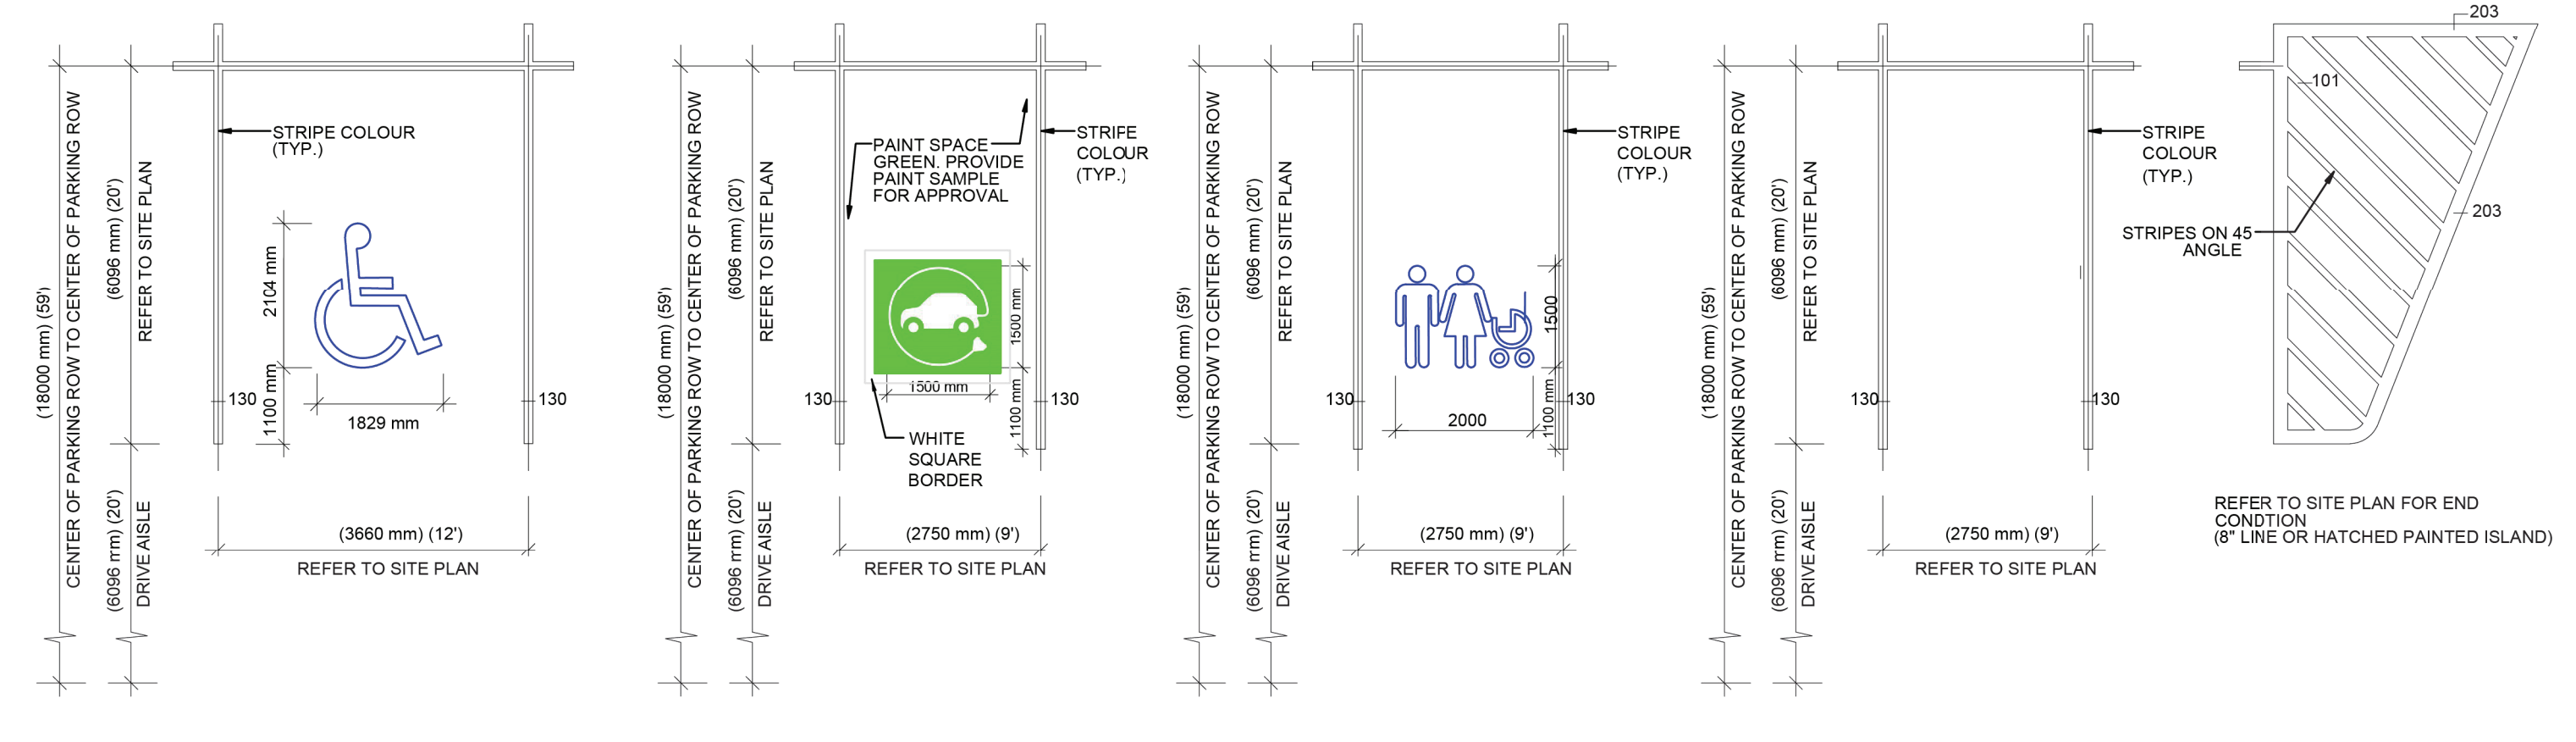 (18000 mm) (59')
CENTER OF PARKING ROW TO CENTER OF PARKING ROW
(6096 mm) (20')
REFER TO SITE PLAN
(6096 mm) (20')
DRIVE AISLE
STRIPE COLOUR
(TYP.)
2104 mm
1100 mm
130
1829 mm
130
(3660 mm) (12')
REFER TO SITE PLAN
(18000 mm) (59')
CENTER OF PARKING ROW TO CENTER OF PARKING ROW
(6096 mm) (20')
REFER TO SITE PLAN
(6096 mm) (20')
DRIVE AISLE
PAINT SPACE
GREEN. PROVIDE
PAINT SAMPLE
FOR APPROVAL
STRIPE
COLOUR
(TYP.)
1500 mm
1500 mm
1100 mm
130
130
WHITE
SQUARE
BORDER
(2750 mm) (9')
REFER TO SITE PLAN
(18000 mm) (59')
CENTER OF PARKING ROW TO CENTER OF PARKING ROW
(6096 mm) (20')
REFER TO SITE PLAN
(6096 mm) (20')
DRIVE AISLE
STRIPE
COLOUR
(TYP.)
1500
1100 mm
130
2000
130
(2750 mm) (9')
REFER TO SITE PLAN
(18000 mm) (59')
CENTER OF PARKING ROW TO CENTER OF PARKING ROW
(6096 mm) (20')
REFER TO SITE PLAN
(6096 mm) (20')
DRIVE AISLE
STRIPE
COLOUR
(TYP.)
130
130
(2750 mm) (9')
REFER TO SITE PLAN
203
101
203
STRIPES ON 45
ANGLE
REFER TO SITE PLAN FOR END
CONDTION
(8" LINE OR HATCHED PAINTED ISLAND)